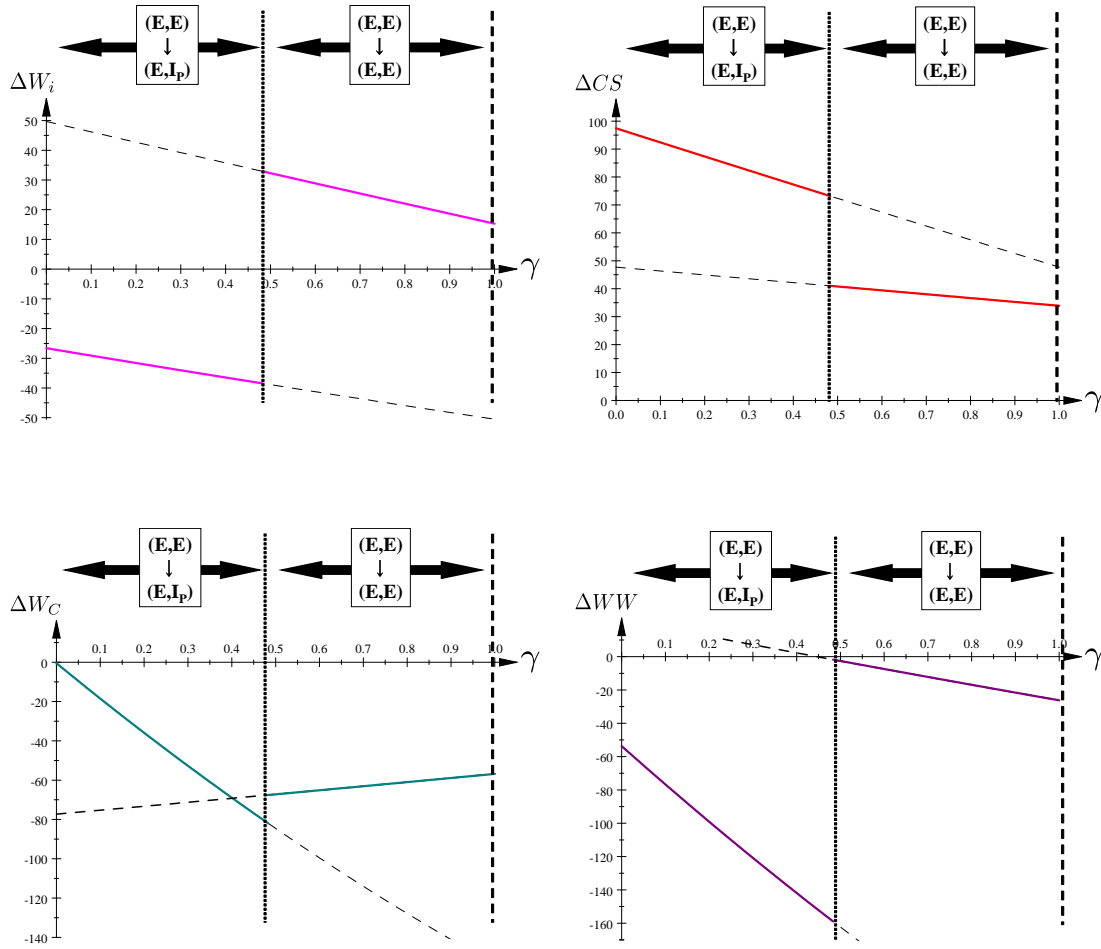 (E,E) (E,E)
↓ ↓
(E,I_P) (E,E)
ΔW_i
50
40
30
20
10
0
0.1 0.2 0.3 0.4 0.5 0.6 0.7 0.8 0.9 1.0 γ
-10
-20
-30
-40
-50
(E,E) (E,E)
↓ ↓
(E,I_P) (E,E)
ΔCS
100
90
80
70
60
50
40
30
20
10
0
0.0 0.1 0.2 0.3 0.4 0.5 0.6 0.7 0.8 0.9 1.0 γ
(E,E) (E,E)
↓ ↓
(E,I_P) (E,E)
ΔW_C
0.1 0.2 0.3 0.4 0.5 0.6 0.7 0.8 0.9 1.0
0 γ
-20
-40
-60
-80
-100
-120
-140
(E,E) (E,E)
↓ ↓
(E,I_P) (E,E)
ΔWW
0.1 0.2 0.3 0.4 0.5 0.6 0.7 0.8 0.9 1.0
0 γ
-20
-40
-60
-80
-100
-120
-140
-160